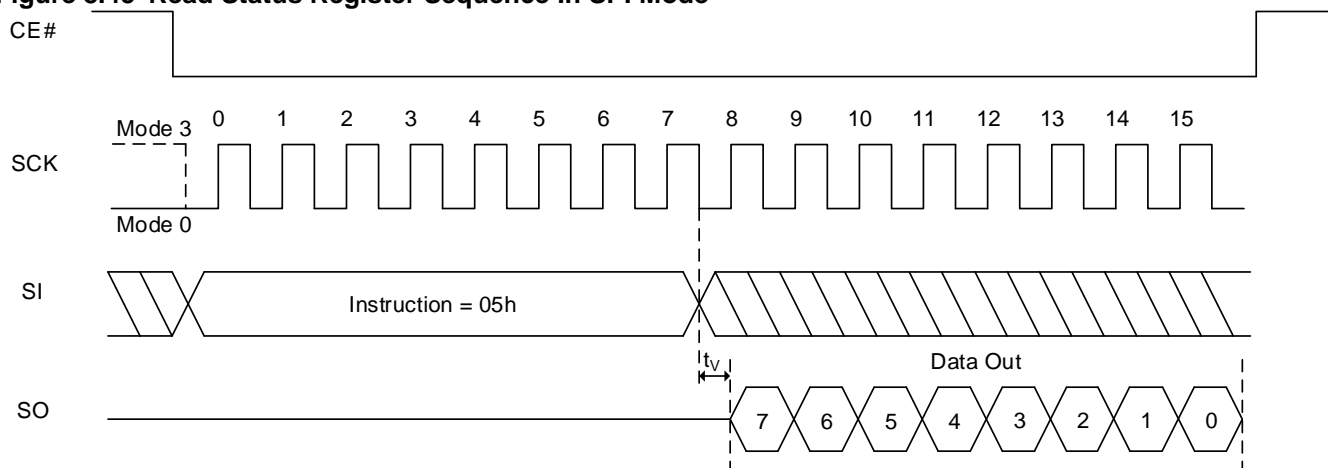 Figure 8.43 Read Status Register Sequence In SPI Mode
CE#
Mode 3
0 1 2 3 4 5 6 7 8 9 10 11 12 13 14 15
SCK
Mode 0
SI
Instruction = 05h
tV
Data Out
SO
7 6 5 4 3 2 1 0